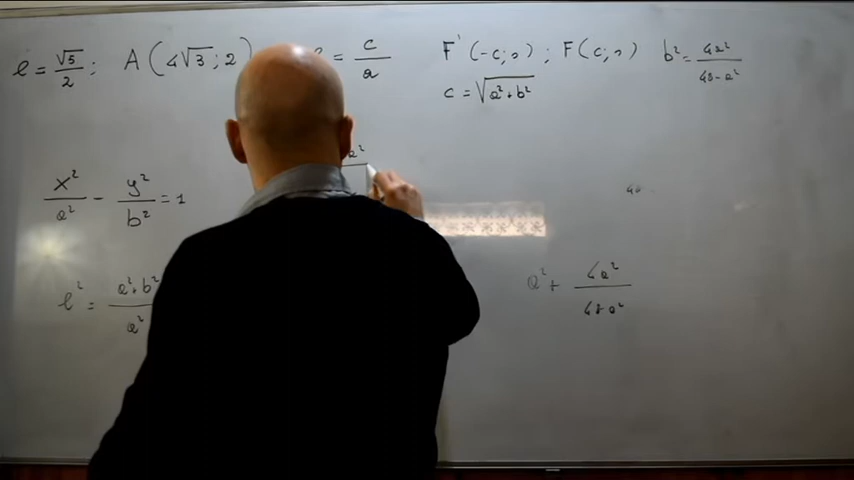 e = √5/2 ; A(4√3 ; 2) e = c/a F'(-c;0) ; F(c;0) b² = 4a²/48-a²
c = √a²+b²
x²/a² - y²/b² = 1
e² = a²+b²/a² a² + 4a²/48-a²